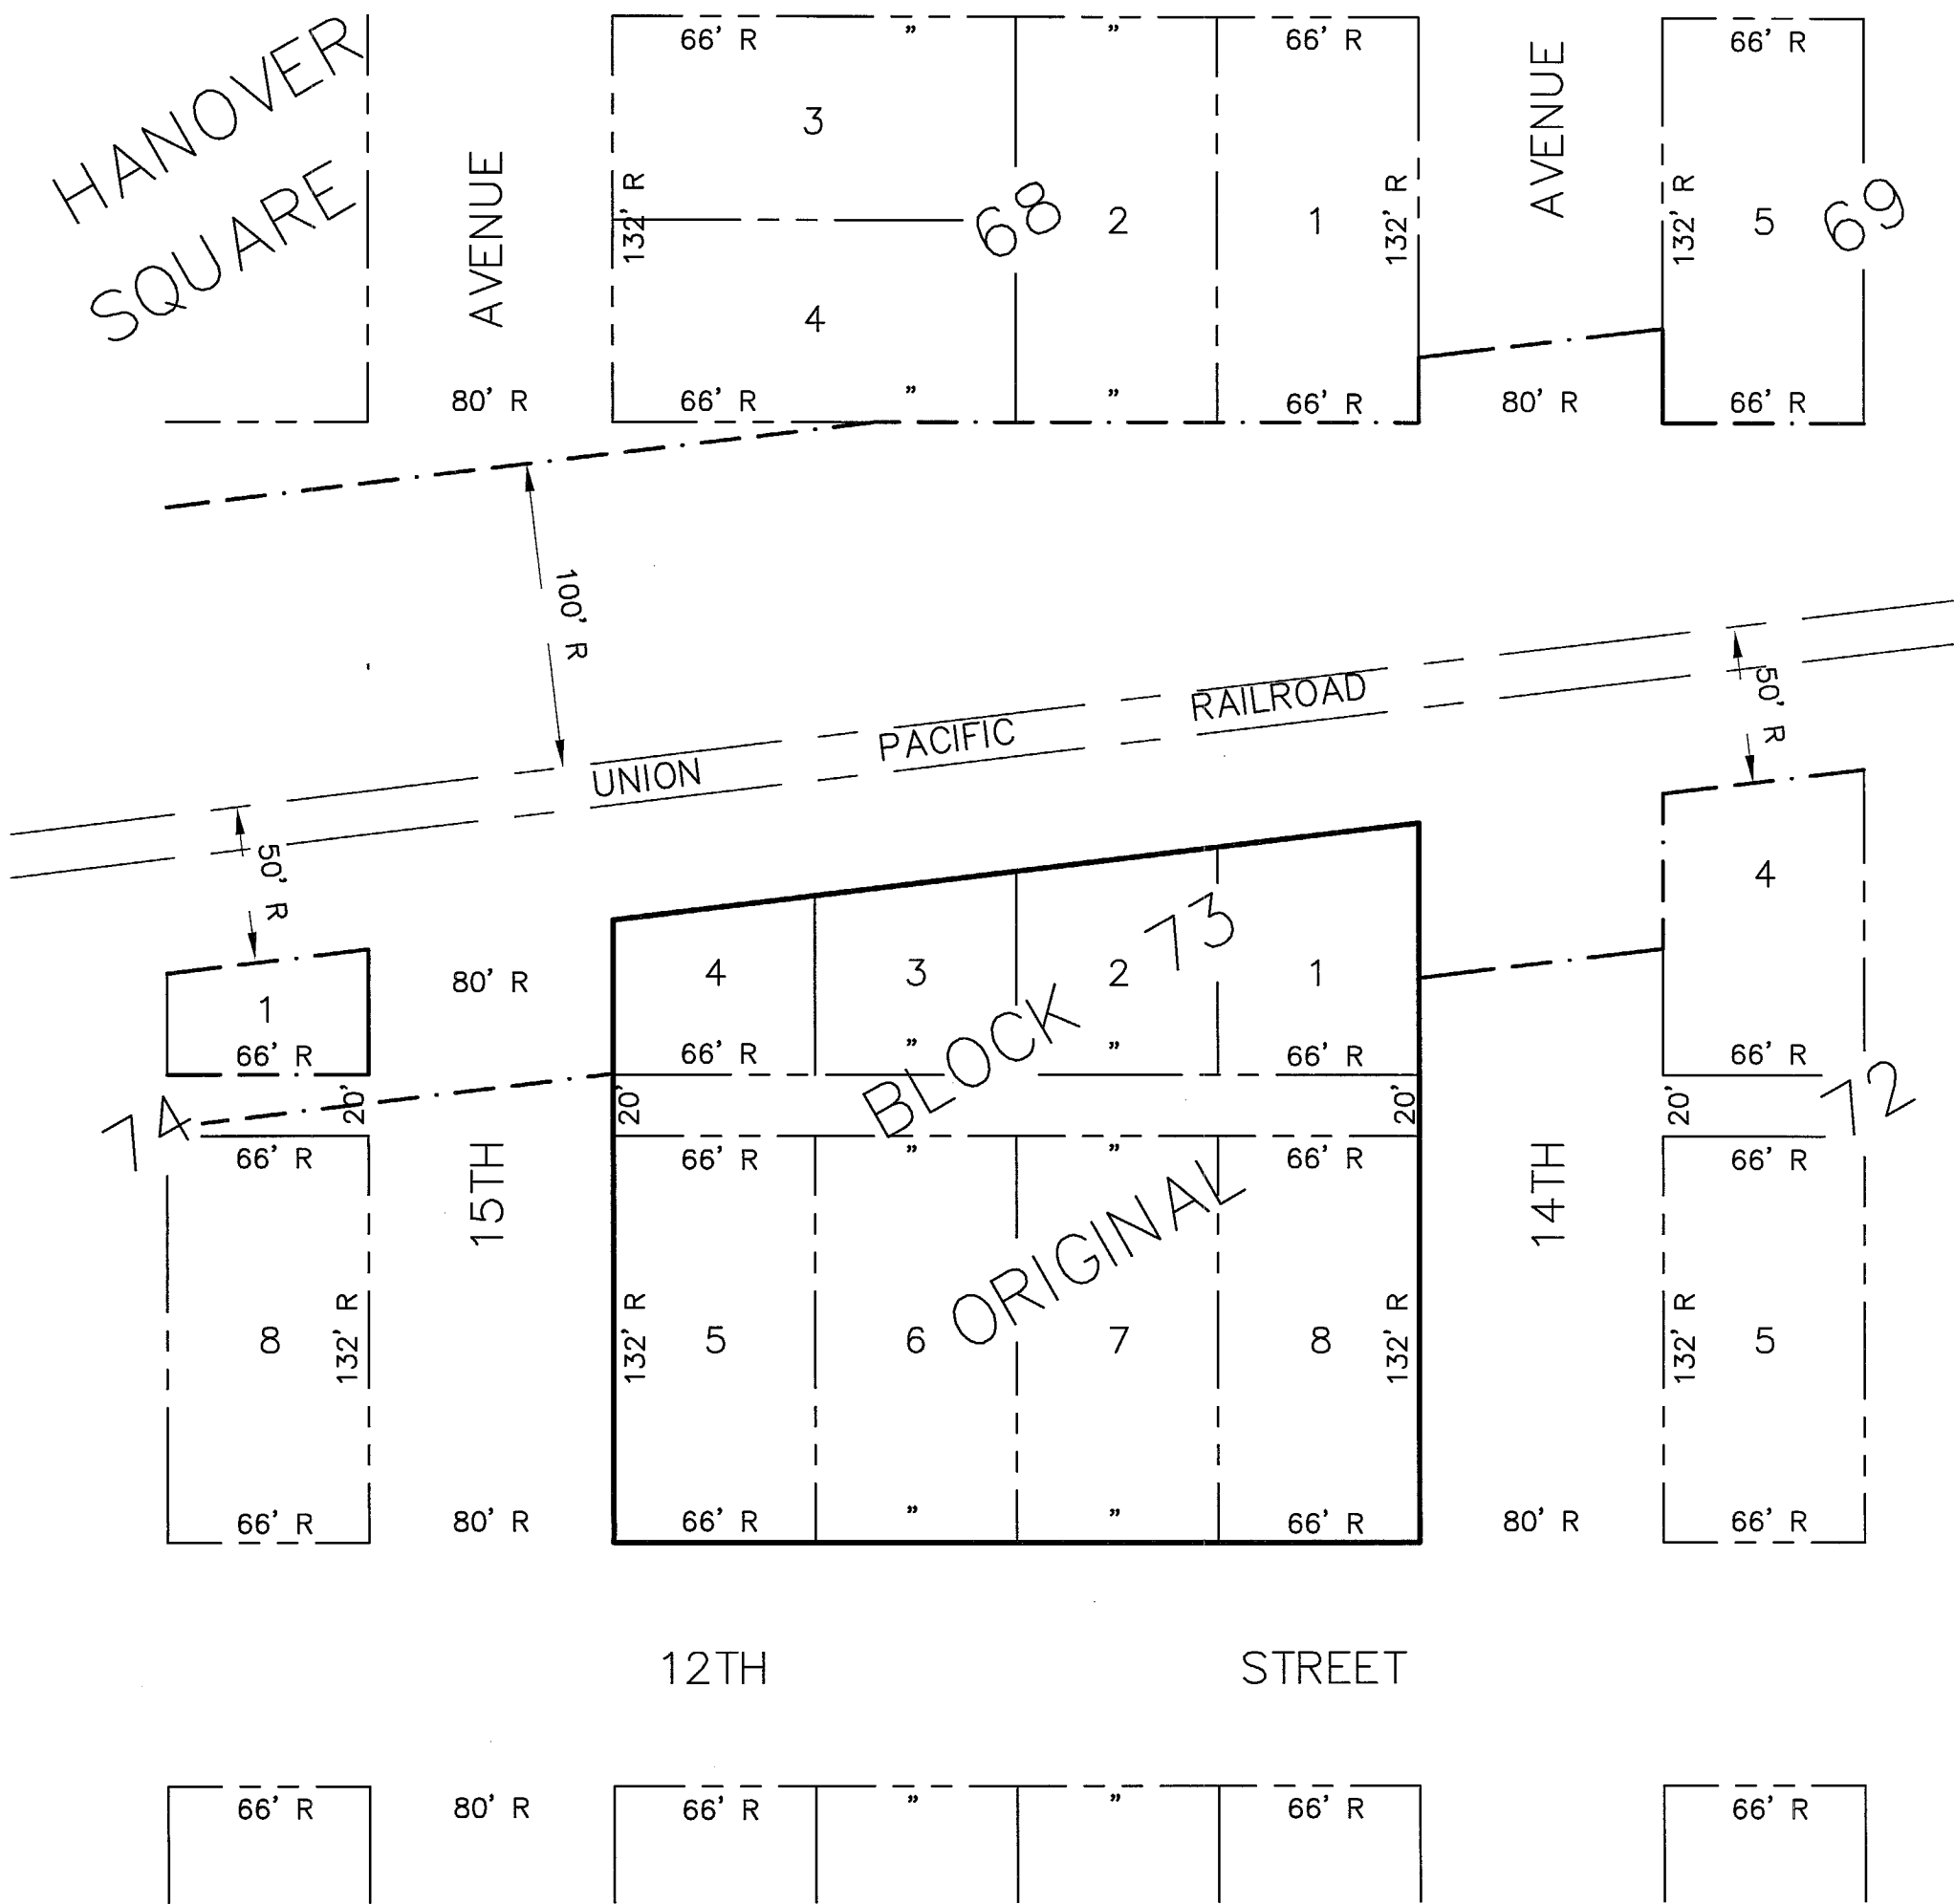 HANOVER
SQUARE
AVENUE
AVENUE
66' R " " 66' R
66' R
3
132' R
68
2
1
132' R
132' R
5
69
4
80' R
66' R " " 66' R
80' R
66' R
100' R
UNION PACIFIC RAILROAD
50' R
50' R
1
66' R
80' R
4
3
2
1
BLOCK 73
66' R " " 66' R
4
66' R
74
20'
20'
20'
20'
72
66' R
66' R " " 66' R
66' R
15TH
14TH
ORIGINAL
8
132' R
132' R
5
6
7
8
132' R
132' R
5
66' R
80' R
66' R " " 66' R
80' R
66' R
12TH STREET
66' R
80' R
66' R " " 66' R
66' R